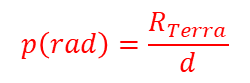 p(rad) = R_Terra / d